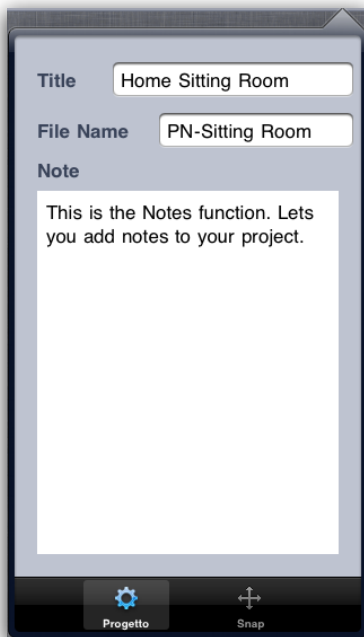 Title Home Sitting Room
File Name PN-Sitting Room
Note
This is the Notes function. Lets
you add notes to your project.
Progetto Snap